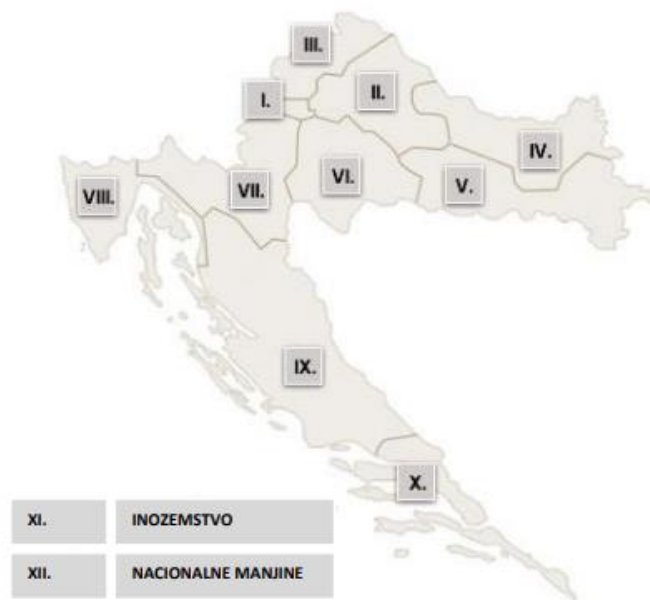 III.
I.
II.
IV.
VIII.
VII.
VI.
V.
IX.
X.
XI. INOZEMSTVO
XII. NACIONALNE MANJINE